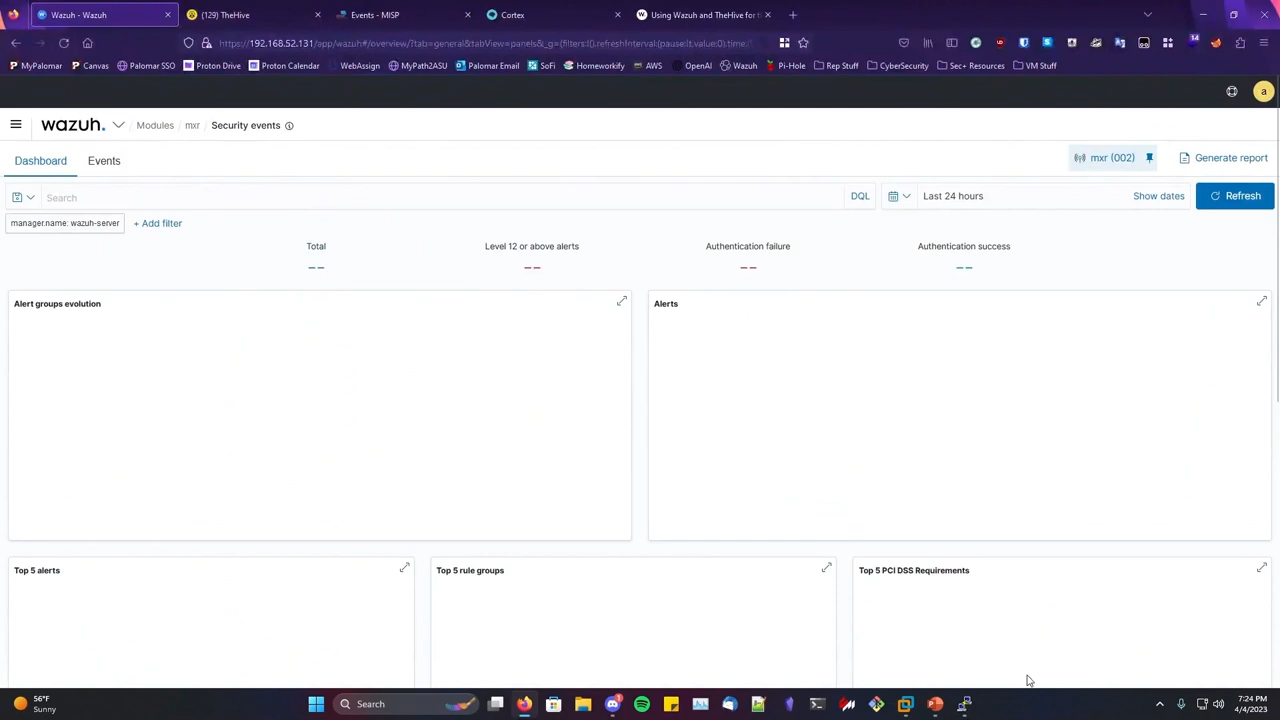 Wazuh - Wazuh
(129) TheHive
Events - MISP
Cortex
Using Wazuh and TheHive for t
https://192.168.52.131/app/wazuh#/overview/?tab=general&tabView=panels&_g=(filters:!(),refreshInterval:(pause:!t,value:0),time:
14
MyPalomar
Canvas
Palomar SSO
Proton Drive
Proton Calendar
WebAssign
MyPath2ASU
Palomar Email
SoFi
Homeworkify
AWS
OpenAI
Wazuh
Pi-Hole
Rep Stuff
CyberSecurity
Sec+ Resources
VM Stuff
a
wazuh.
/ Modules / mxr / Security events
Dashboard
Events
mxr (002)
Generate report
Search
DQL
Last 24 hours
Show dates
Refresh
manager.name: wazuh-server
+ Add filter
Total
Level 12 or above alerts
Authentication failure
Authentication success
--
--
--
--
Alert groups evolution
Alerts
Top 5 alerts
Top 5 rule groups
Top 5 PCI DSS Requirements
56°F
Sunny
Search
1
7:24 PM
4/4/2023